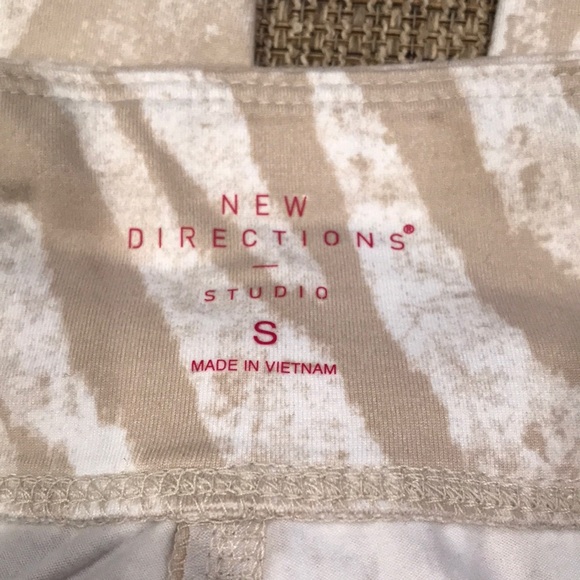 NEW
DIRECTIONS®
STUDIO
S
MADE IN VIETNAM